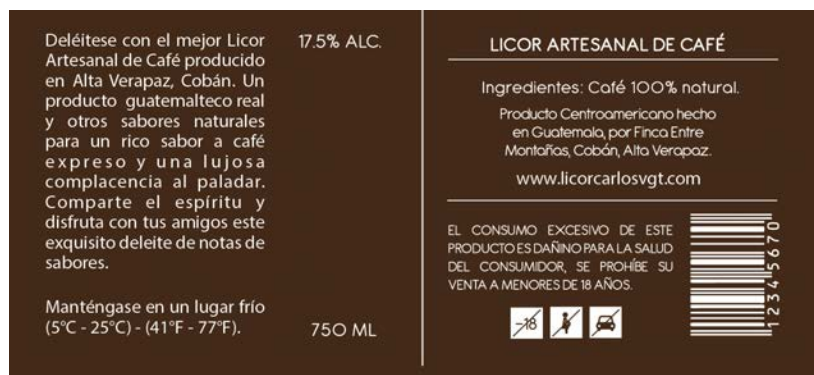 Deléitese con el mejor Licor
Artesanal de Café producido
en Alta Verapaz, Cobán. Un
producto guatemalteco real
y otros sabores naturales
para un rico sabor a café
expreso y una lujosa
complacencia al paladar.
Comparte el espíritu y
disfruta con tus amigos este
exquisito deleite de notas de
sabores.
Manténgase en un lugar frío
(5°C - 25°C) - (41°F - 77°F).
17.5% ALC.
750 ML
LICOR ARTESANAL DE CAFÉ
Ingredientes: Café 100% natural.
Producto Centroamericano hecho
en Guatemala, por Finca Entre
Montañas, Cobán, Alta Verapaz.
www.licorcarlosvgt.com
EL CONSUMO EXCESIVO DE ESTE
PRODUCTO ES DAÑINO PARA LA SALUD
DEL CONSUMIDOR, SE PROHÍBE SU
VENTA A MENORES DE 18 AÑOS.
-18
12345670